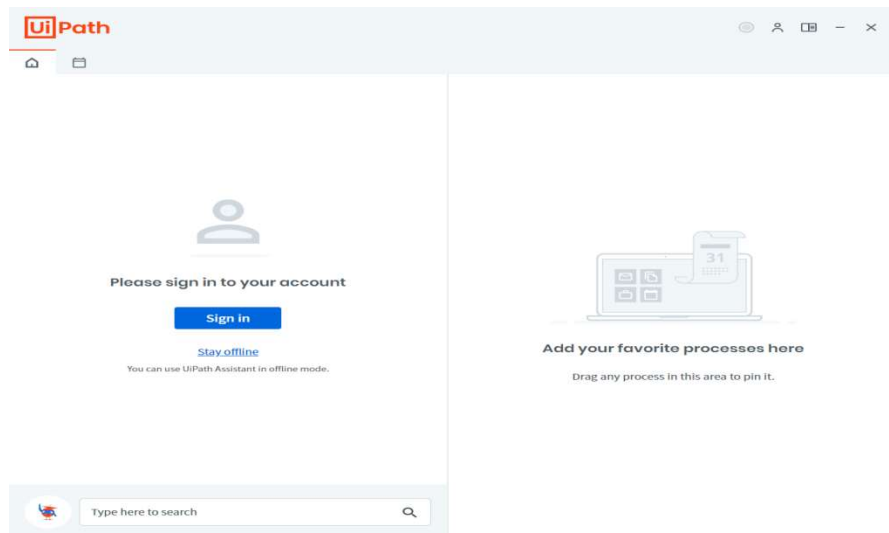 UiPath
Please sign in to your account
Sign in
Stay offline
You can use UiPath Assistant in offline mode.
Type here to search
31
Add your favorite processes here
Drag any process in this area to pin it.